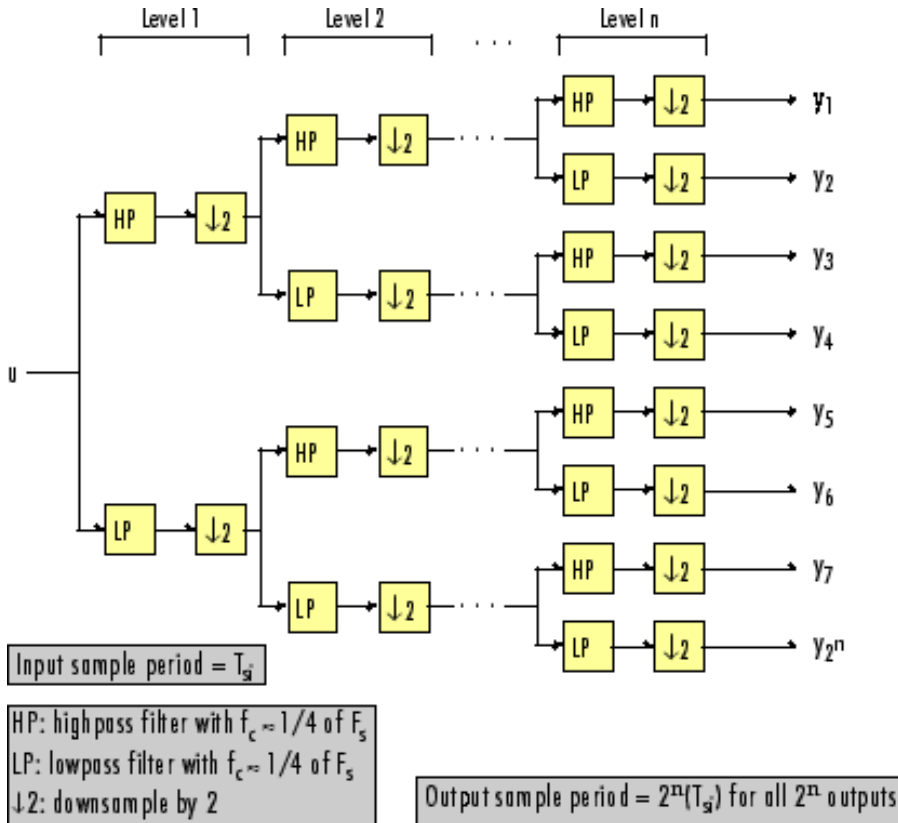 Level 1 Level 2 . . . Level n
HP ↓2 y₁
HP ↓2 . . .
LP ↓2 y₂
HP ↓2
HP ↓2 y₃
LP ↓2 . . .
LP ↓2 y₄
u
HP ↓2 y₅
HP ↓2 . . .
LP ↓2 y₆
LP ↓2
HP ↓2 y₇
LP ↓2 . . .
LP ↓2 y₂ⁿ
Input sample period = Tₛᵢ
HP: highpass filter with f_c ≈ 1/4 of Fₛ
LP: lowpass filter with f_c ≈ 1/4 of Fₛ
↓2: downsample by 2
Output sample period = 2ⁿ(Tₛᵢ) for all 2ⁿ outputs